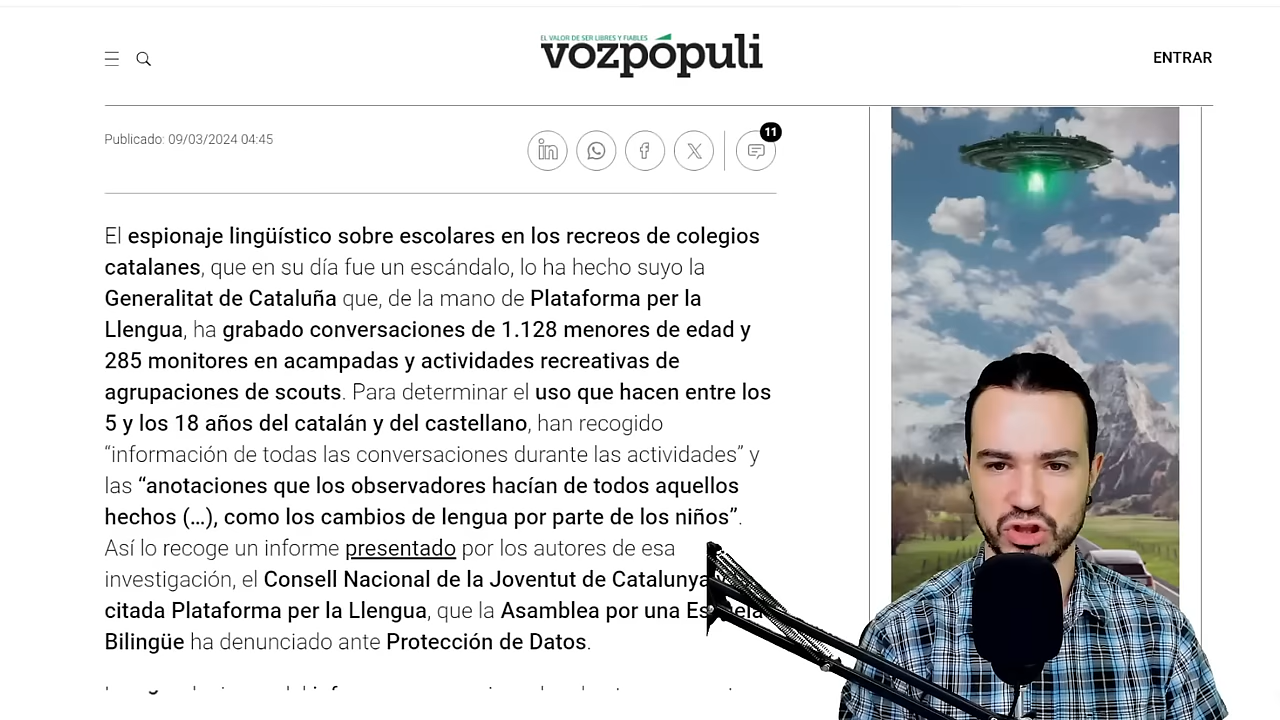 EL VALOR DE SER LIBRES Y FIABLES
vozpópuli
ENTRAR
Publicado: 09/03/2024 04:45
11
El espionaje lingüístico sobre escolares en los recreos de colegios
catalanes, que en su día fue un escándalo, lo ha hecho suyo la
Generalitat de Cataluña que, de la mano de Plataforma per la
Llengua, ha grabado conversaciones de 1.128 menores de edad y
285 monitores en acampadas y actividades recreativas de
agrupaciones de scouts. Para determinar el uso que hacen entre los
5 y los 18 años del catalán y del castellano, han recogido
“información de todas las conversaciones durante las actividades” y
las “anotaciones que los observadores hacían de todos aquellos
hechos (…), como los cambios de lengua por parte de los niños”.
Así lo recoge un informe presentado por los autores de esa
investigación, el Consell Nacional de la Joventut de Catalunya
citada Plataforma per la Llengua, que la Asamblea por una
Bilingüe ha denunciado ante Protección de Datos.